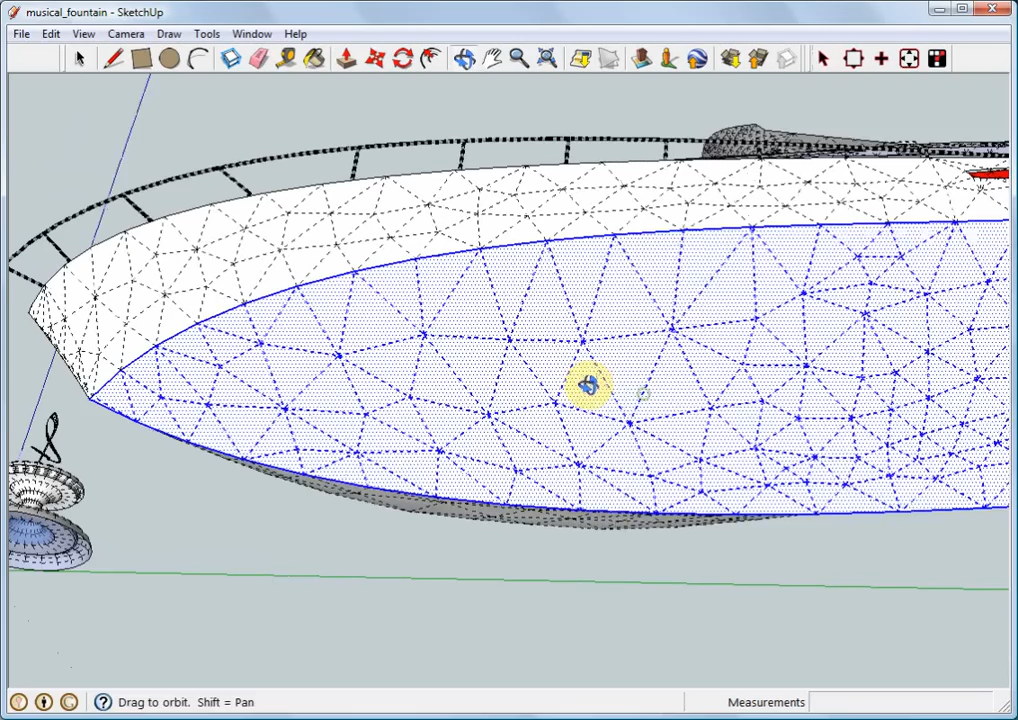 musical_fountain - SketchUp
File Edit View Camera Draw Tools Window Help
Drag to orbit. Shift = Pan
Measurements